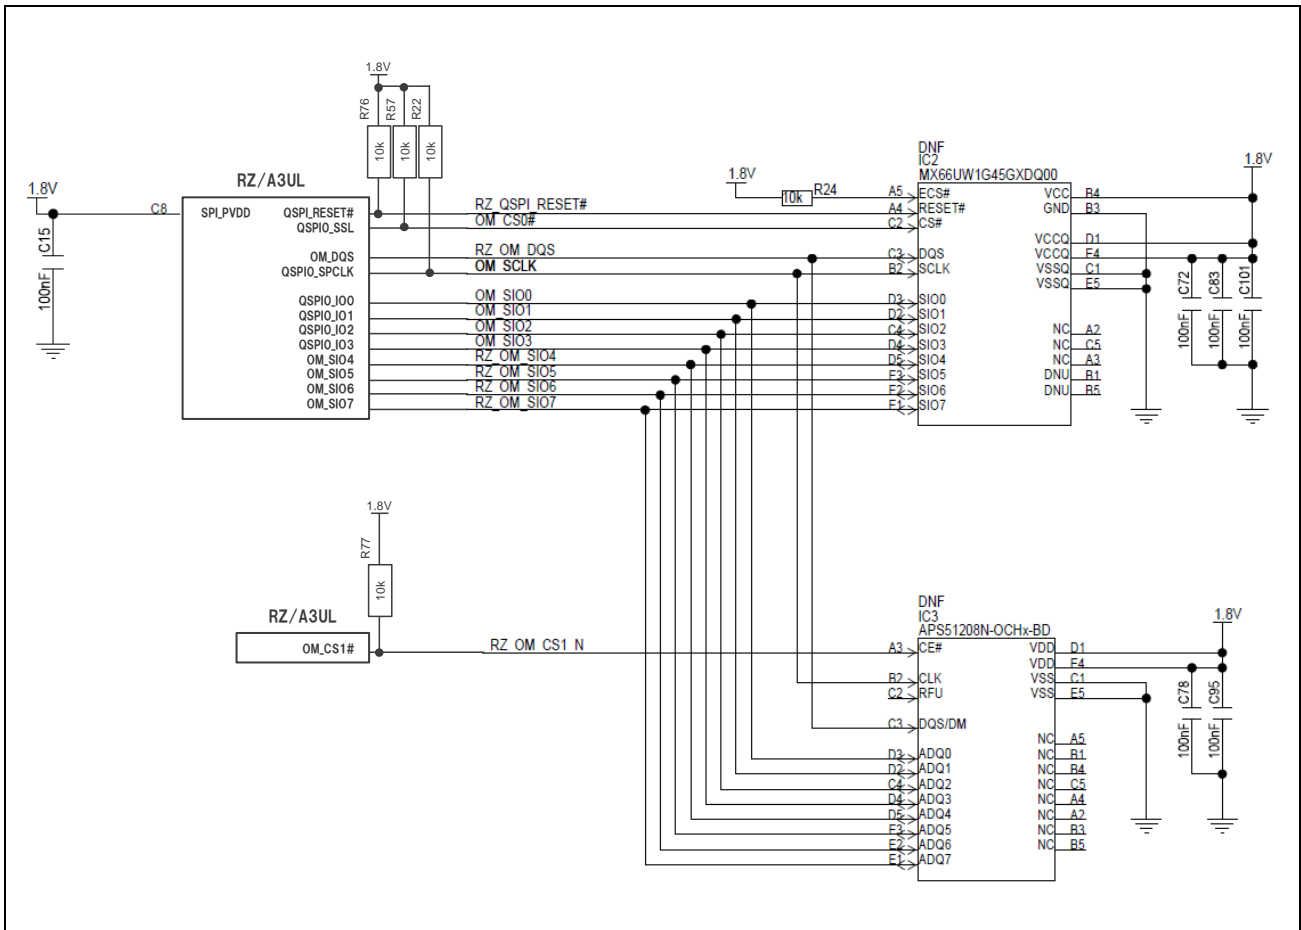 1.8V
R76
R57
R22
10k
10k
10k
RZ/A3UL
1.8V
C8
SPI_PVDD
C15
100nF
QSPI_RESET#
QSPI0_SSL
OM_DQS
QSPI0_SPCLK
QSPI0_IO0
QSPI0_IO1
QSPI0_IO2
QSPI0_IO3
OM_SIO4
OM_SIO5
OM_SIO6
OM_SIO7
RZ_QSPI_RESET#
OM_CS0#
RZ_OM_DQS
OM_SCLK
OM_SIO0
OM_SIO1
OM_SIO2
OM_SIO3
RZ_OM_SIO4
RZ_OM_SIO5
RZ_OM_SIO6
RZ_OM_SIO7
1.8V
10k
R24
DNF
IC2
MX66UW1G45GXDQ00
A5 ECS#
A4 RESET#
C2 CS#
C3 DQS
B2 SCLK
D3 SIO0
D2 SIO1
C4 SIO2
D4 SIO3
D5 SIO4
E3 SIO5
E2 SIO6
E1 SIO7
VCC B4
GND B3
VCCQ D1
VCCQ E4
VSSQ C1
VSSQ E5
NC A2
NC C5
NC A3
DNU B1
DNU B5
1.8V
C72
C83
C101
100nF
100nF
100nF
1.8V
R77
10k
RZ/A3UL
OM_CS1#
RZ_OM_CS1_N
DNF
IC3
APS51208N-OCHx-BD
A3 CE#
B2 CLK
C2 RFU
C3 DQS/DM
D3 ADQ0
D2 ADQ1
C4 ADQ2
D4 ADQ3
D5 ADQ4
E3 ADQ5
E2 ADQ6
E1 ADQ7
VDD D1
VDD E4
VSS C1
VSS E5
NC A5
NC B1
NC B4
NC C5
NC A4
NC A2
NC B3
NC B5
1.8V
C78
C95
100nF
100nF